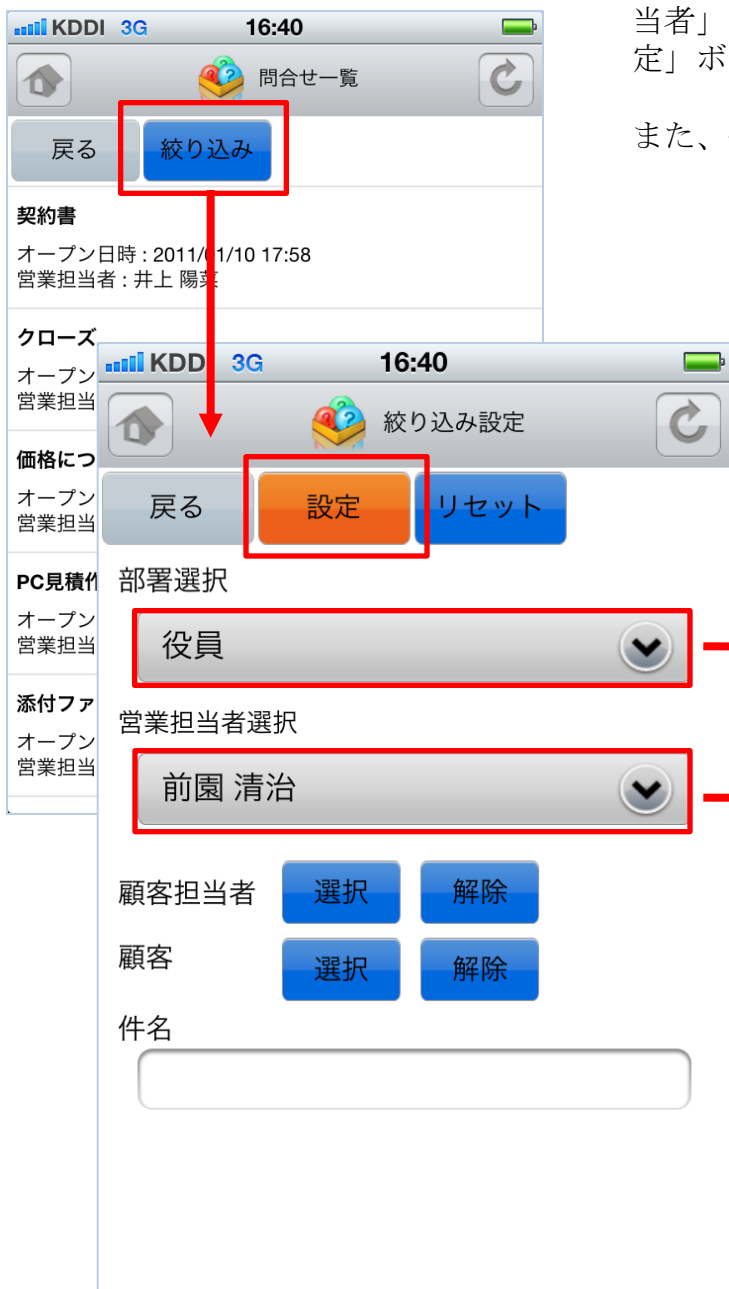 当者」
定」ボ
また、
KDDI 3G 16:40
問合せ一覧
戻る 絞り込み
契約書
オープン日時 : 2011/01/10 17:58
営業担当者 : 井上 陽菜
クローズ
オープン
営業担当
価格につ
オープン
営業担当
PC見積作
オープン
営業担当
添付ファ
オープン
営業担当
KDD 3G 16:40
絞り込み設定
戻る 設定 リセット
部署選択
役員
営業担当者選択
前園 清治
顧客担当者 選択 解除
顧客 選択 解除
件名